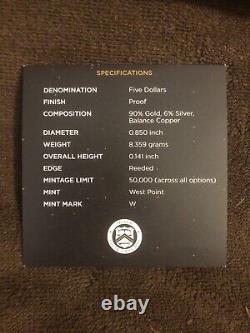 SPECIFICATIONS
DENOMINATION Five Dollars
FINISH Proof
COMPOSITION 90% Gold, 6% Silver,
Balance Copper
DIAMETER 0.850 inch
WEIGHT 8.359 grams
OVERALL HEIGHT 0.141 inch
EDGE Reeded
MINTAGE LIMIT 50,000 (across all options)
MINT West Point
MINT MARK W
ebay